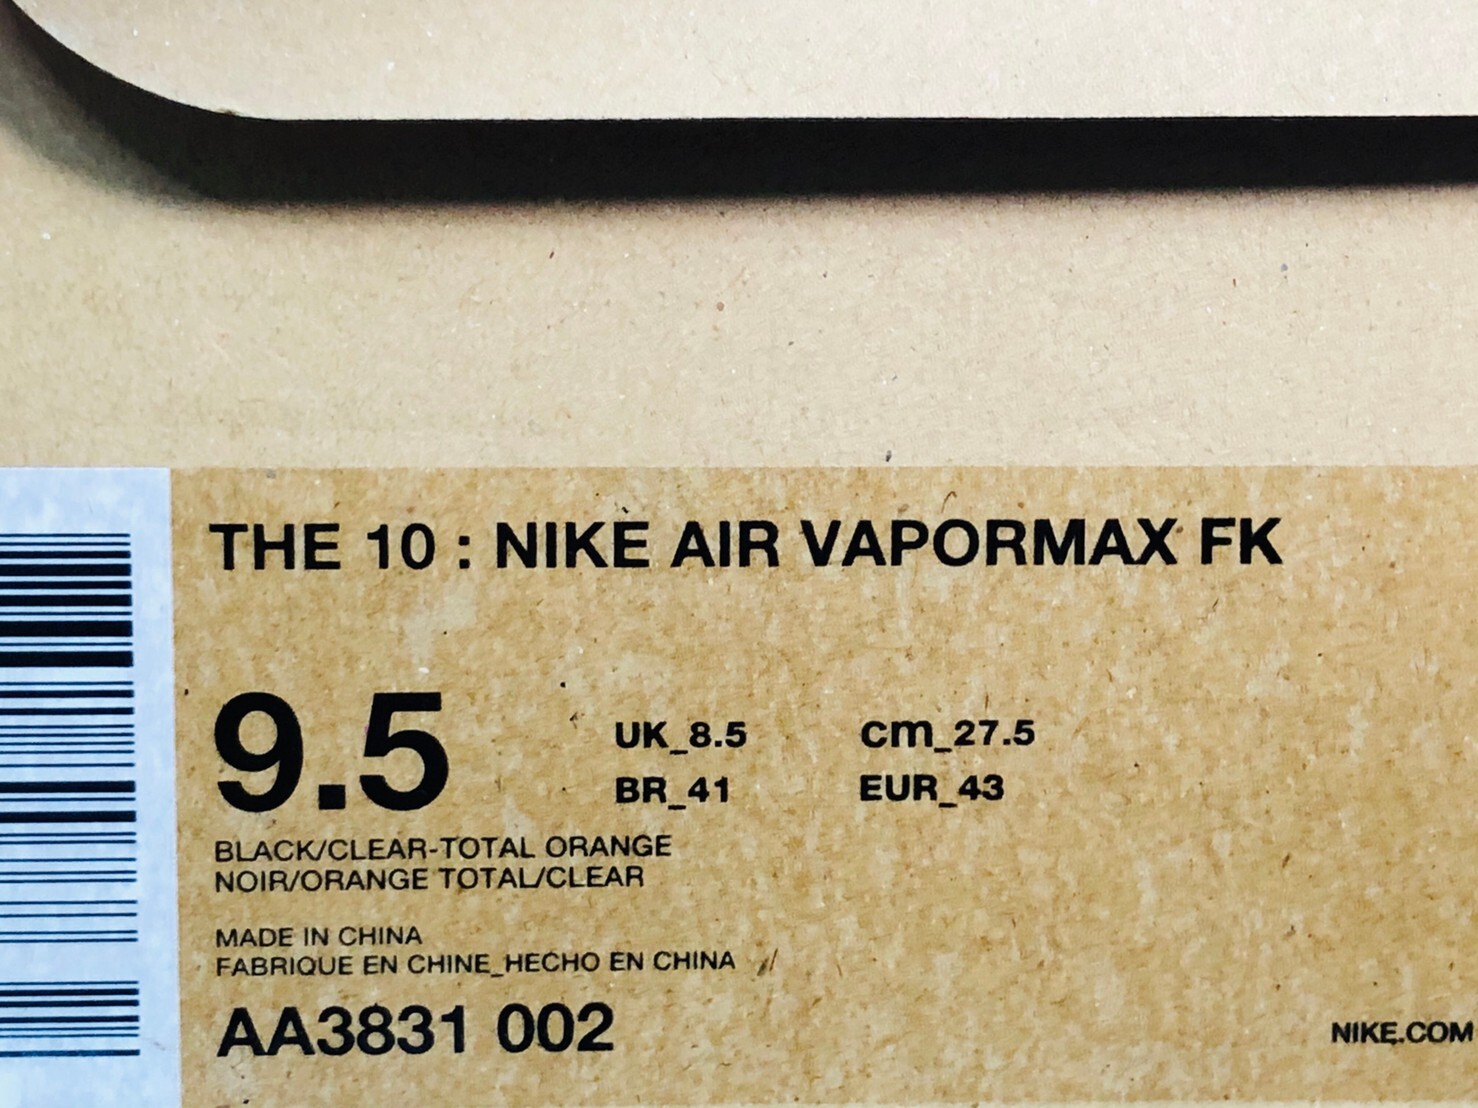 THE 10 : NIKE AIR VAPORMAX FK
9.5
UK_8.5 cm_27.5
BR_41 EUR_43
BLACK/CLEAR-TOTAL ORANGE
NOIR/ORANGE TOTAL/CLEAR
MADE IN CHINA
FABRIQUE EN CHINE_HECHO EN CHINA
AA3831 002
NIKE.COM